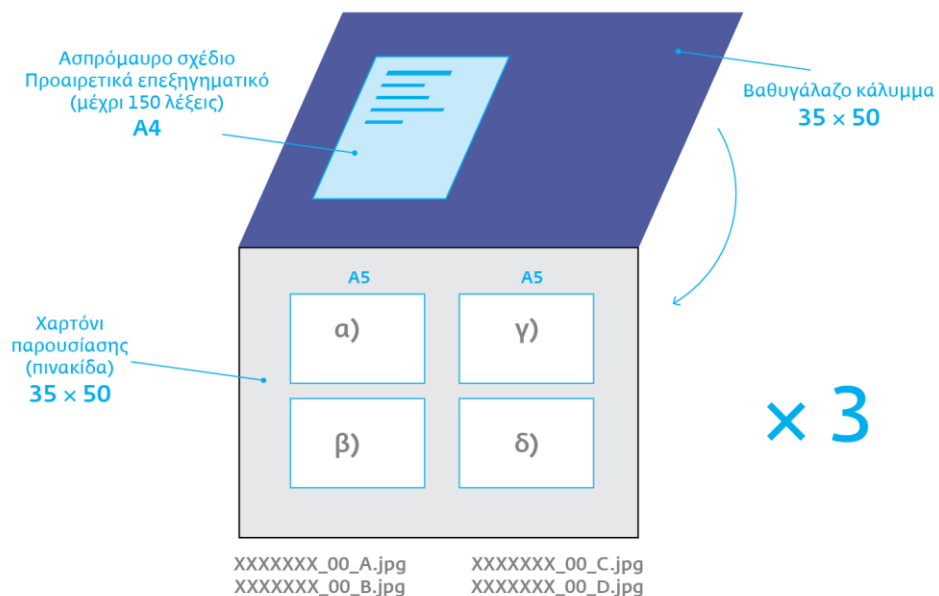 Ασπρόμαυρο σχέδιο
Προαιρετικά επεξηγηματικό
(μέχρι 150 λέξεις)
A4
Βαθυγάλαζο κάλυμμα
35 × 50
A5
A5
α)
γ)
Χαρτόνι
παρουσίασης
(πινακίδα)
35 × 50
β)
δ)
× 3
XXXXXXX_00_A.jpg
XXXXXXX_00_C.jpg
XXXXXXX_00_B.jpg
XXXXXXX_00_D.jpg